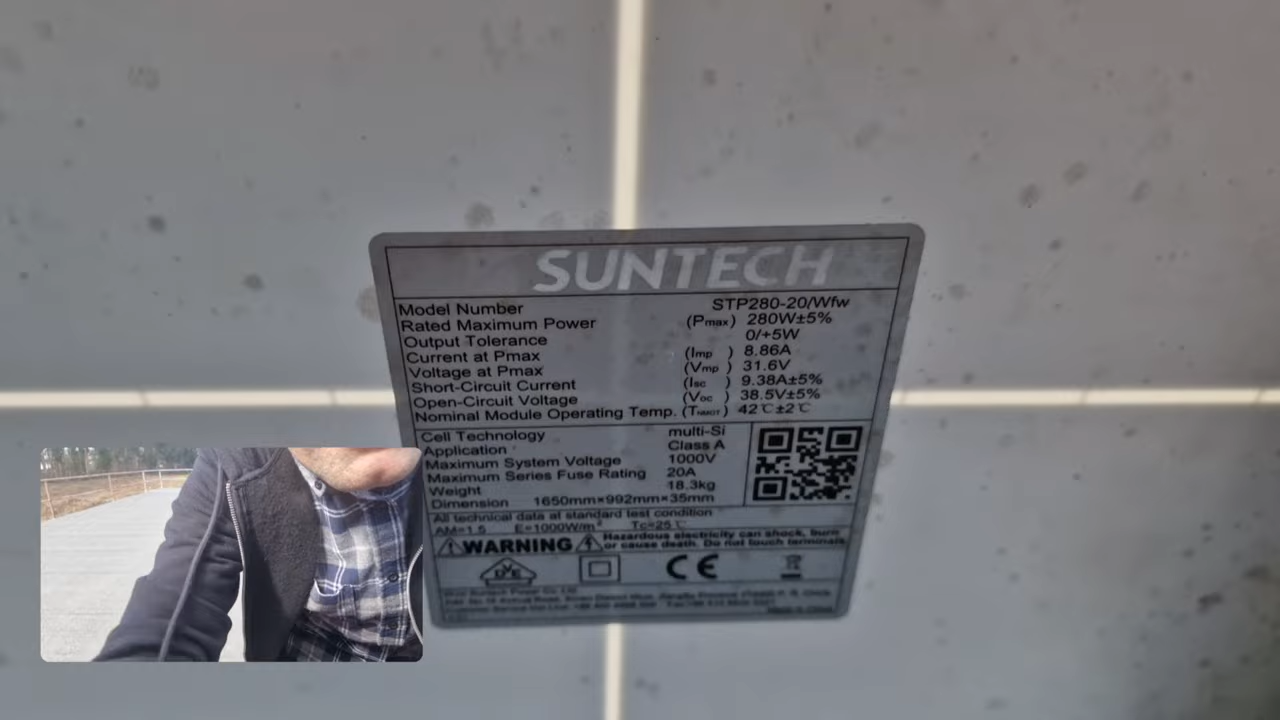 SUNTECH
Model Number STP280-20/Wfw
Rated Maximum Power (Pmax) 280W±5%
Output Tolerance 0/+5W
Current at Pmax (Imp) 8.86A
Voltage at Pmax (Vmp) 31.6V
Short-Circuit Current (Isc) 9.38A±5%
Open-Circuit Voltage (Voc) 38.5V±5%
Nominal Module Operating Temp. (TNMOT) 42℃±2℃
Cell Technology multi-Si
Application Class A
Maximum System Voltage 1000V
Maximum Series Fuse Rating 20A
Weight 18.3kg
Dimension 1650mm×992mm×35mm
All technical data at standard test condition
AM=1.5 E=1000W/m² Tc=25℃
WARNING Hazardous electricity can shock, burn
or cause death. Do not touch terminals
DVE CE